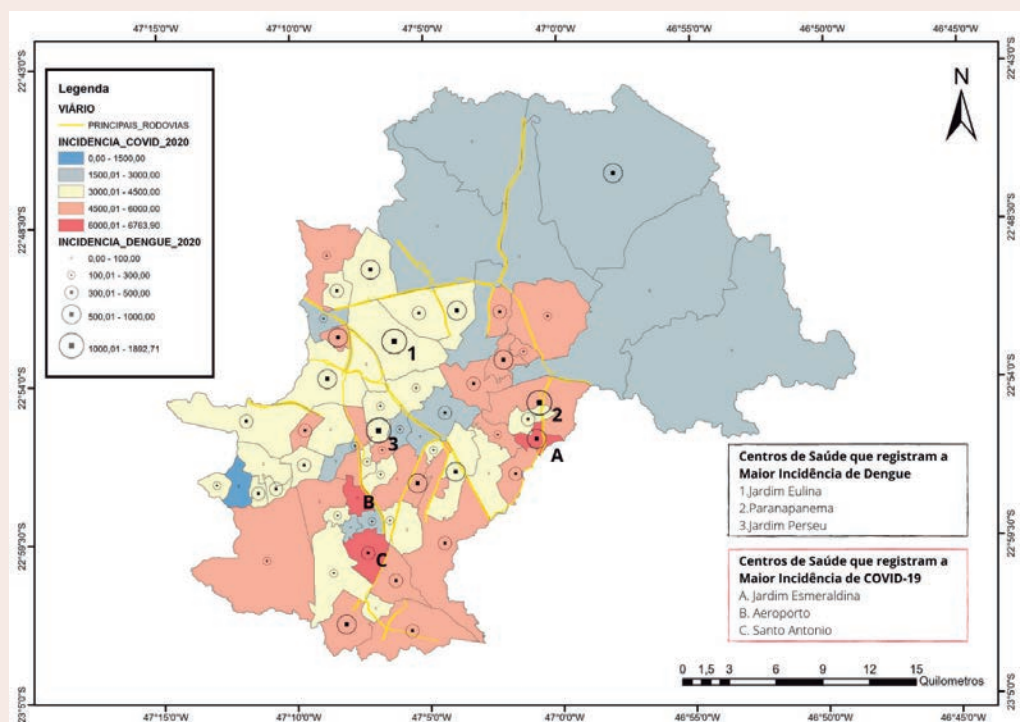 47°15'0"W 47°10'0"W 47°5'0"W 47°0'0"W 46°55'0"W 46°50'0"W 46°45'0"W
22°43'0"S 22°43'0"S
N
Legenda
VIÁRIO
PRINCIPAIS_RODOVIAS
INCIDENCIA_COVID_2020
0,00 - 1500,00
1500,01 - 3000,00
3000,01 - 4500,00
4500,01 - 6000,00
6000,01 - 6763,90
INCIDENCIA_DENGUE_2020
0,00 - 100,00
100,01 - 300,00
300,01 - 500,00
500,01 - 1000,00
1000,01 - 1892,71
22°48'30"S 22°48'30"S
1
22°54'0"S 22°54'0"S
2
3
A
B
C
Centros de Saúde que registram a
Maior Incidência de Dengue
1.Jardim Eulina
2.Paranapanema
3.Jardim Perseu
22°59'30"S 22°59'30"S
Centros de Saúde que registram a
Maior Incidência de COVID-19
A. Jardim Esmeraldina
B. Aeroporto
C. Santo Antonio
0 1,5 3 6 9 12 15
Quilometros
23°5'0"S 23°5'0"S
47°15'0"W 47°10'0"W 47°5'0"W 47°0'0"W 46°55'0"W 46°50'0"W 46°45'0"W